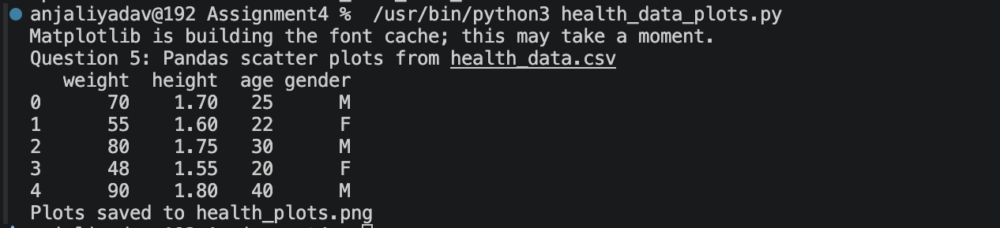 anjaliyadav@192 Assignment4 % /usr/bin/python3 health_data_plots.py
Matplotlib is building the font cache; this may take a moment.
Question 5: Pandas scatter plots from health_data.csv
   weight  height  age gender
0      70    1.70   25      M
1      55    1.60   22      F
2      80    1.75   30      M
3      48    1.55   20      F
4      90    1.80   40      M
Plots saved to health_plots.png